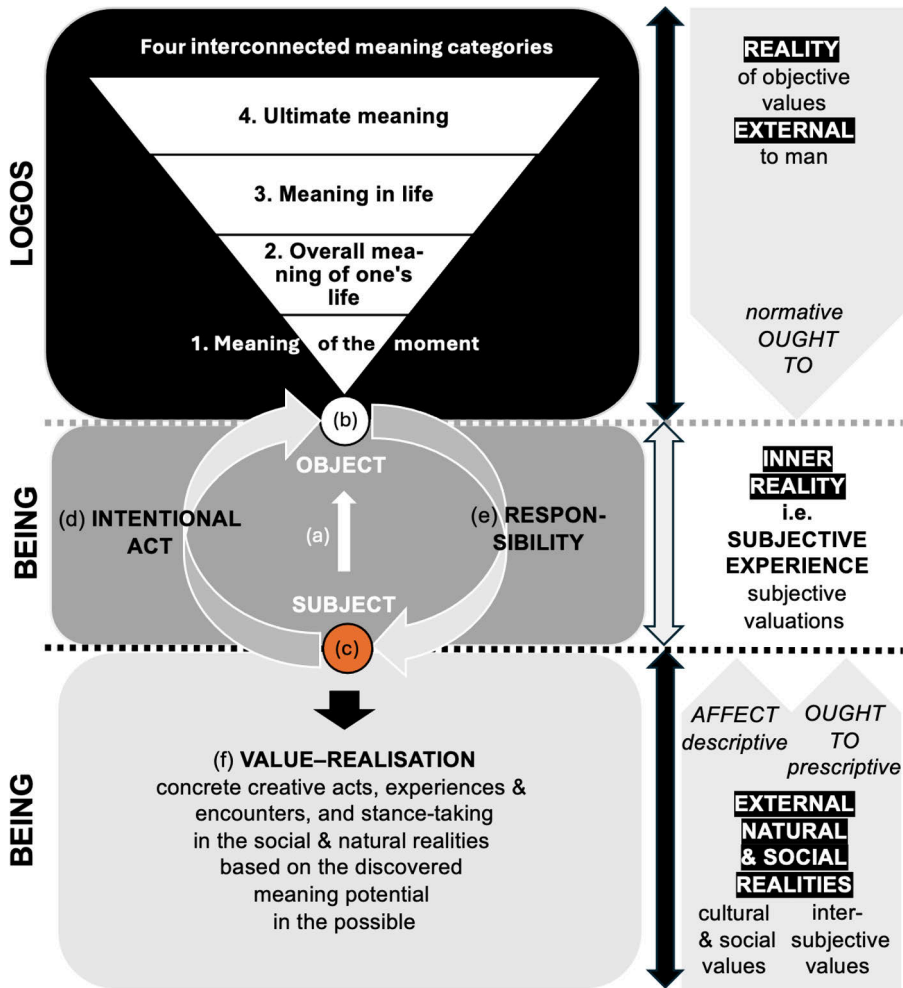 LOGOS
Four interconnected meaning categories
4. Ultimate meaning
3. Meaning in life
2. Overall mea-
ning of one's
life
1. Meaning of the moment
REALITY
of objective
values
EXTERNAL
to man
normative
OUGHT
TO
BEING
(b)
OBJECT
(d) INTENTIONAL
ACT
(a)
(e) RESPON-
SIBILITY
SUBJECT
(c)
INNER
REALITY
i.e.
SUBJECTIVE
EXPERIENCE
subjective
valuations
BEING
(f) VALUE–REALISATION
concrete creative acts, experiences &
encounters, and stance-taking
in the social & natural realities
based on the discovered
meaning potential
in the possible
AFFECT
descriptive
OUGHT
TO
prescriptive
EXTERNAL
NATURAL
& SOCIAL
REALITIES
cultural
& social
values
inter-
subjective
values